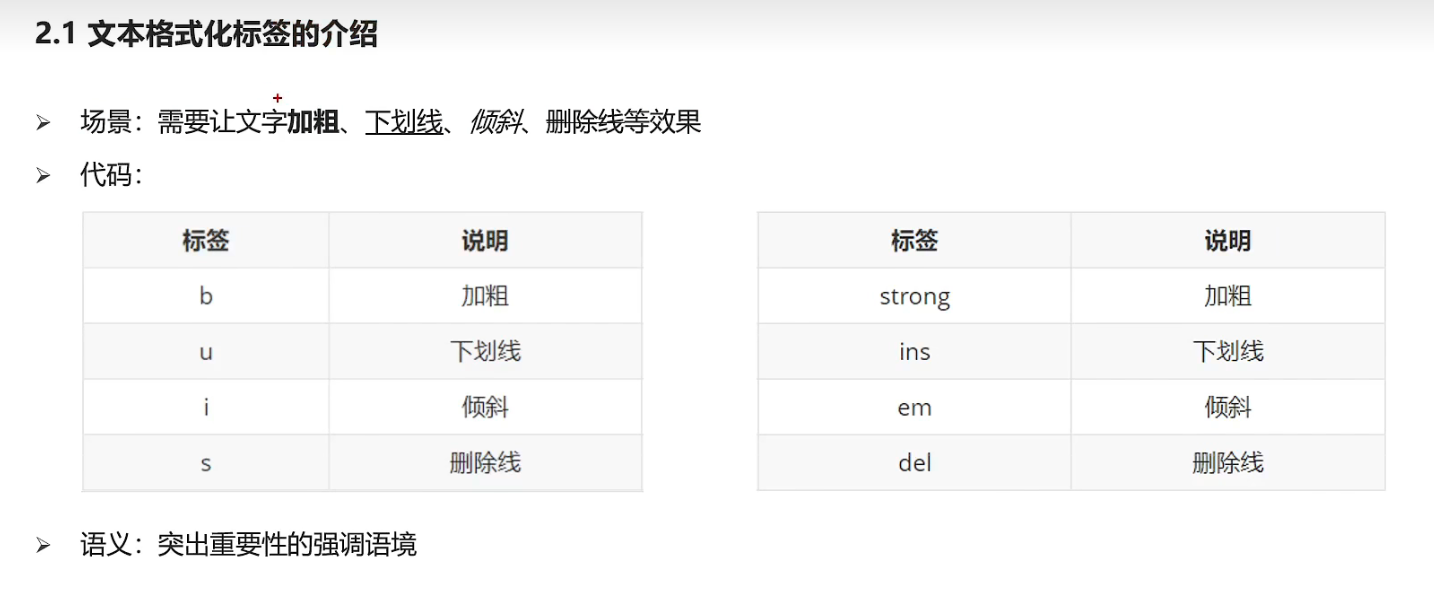 2.1 文本格式化标签的介绍
➢ 场景：需要让文字加粗、下划线、倾斜、删除线等效果
➢ 代码：
标签 说明
b 加粗
u 下划线
i 倾斜
s 删除线
标签 说明
strong 加粗
ins 下划线
em 倾斜
del 删除线
➢ 语义：突出重要性的强调语境